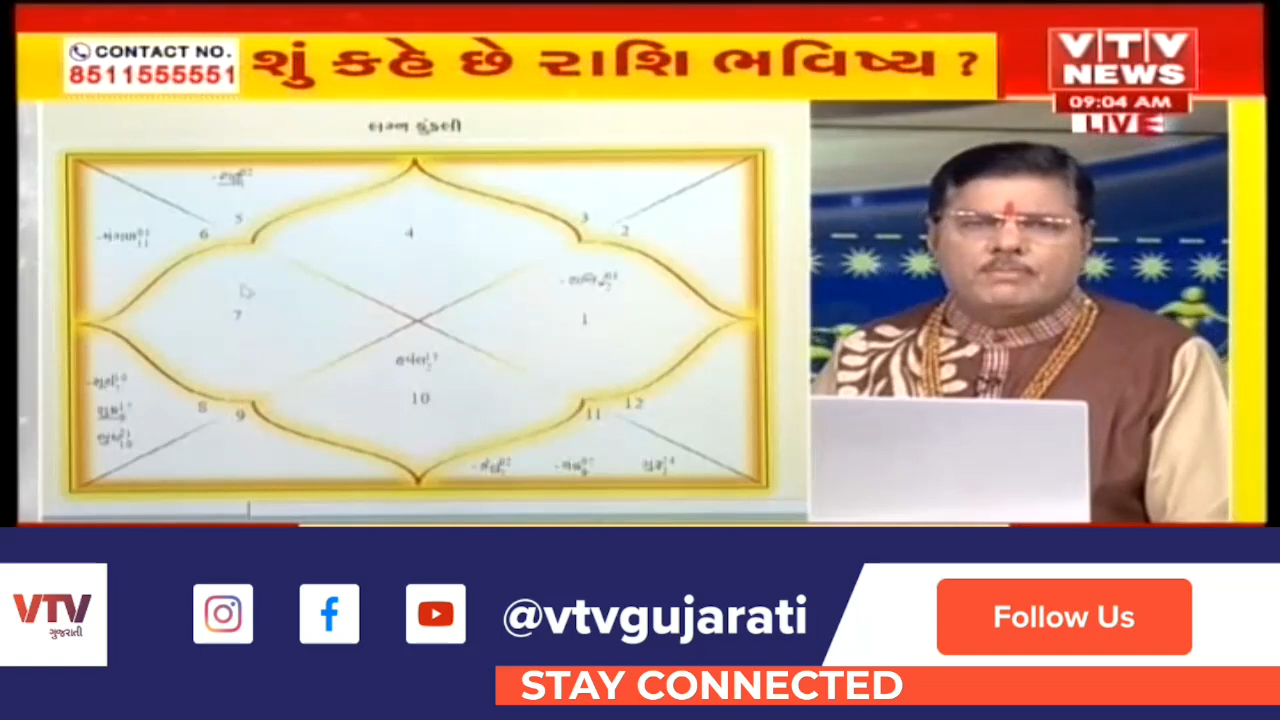 CONTACT NO.
8511555551
શું કહે છે રાશિ ભવિષ્ય ?
VTV
NEWS
09:04 AM
LIVE
લગ્ન કુંડલી
5
3
6
4
2
7
1
10
8
9
11
12
VTV
ગુજરાતી
@vtvgujarati
Follow Us
STAY CONNECTED